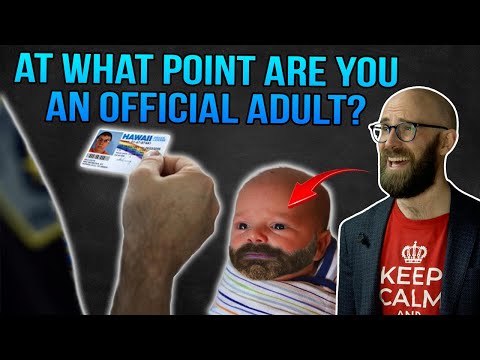 AT WHAT POINT ARE YOU
AN OFFICIAL ADULT?
HAWAII
KEEP
CALM
AND